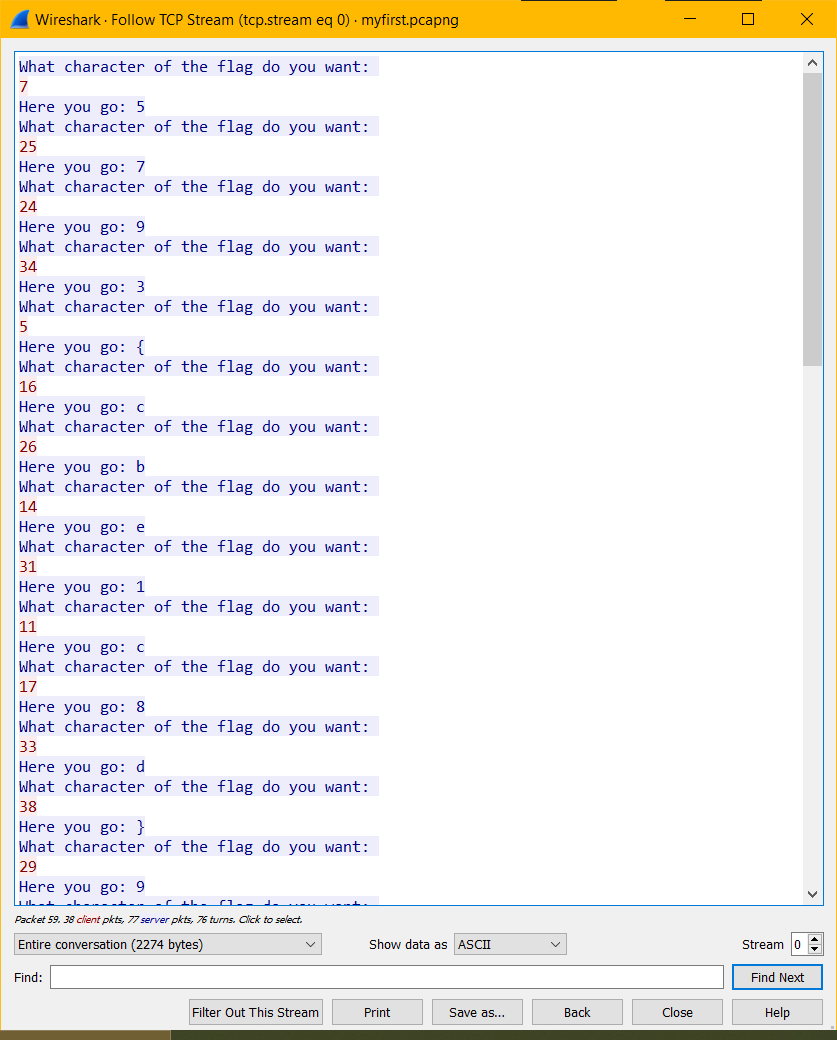 Wireshark · Follow TCP Stream (tcp.stream eq 0) · myfirst.pcapng
What character of the flag do you want:
7
Here you go: 5
What character of the flag do you want:
25
Here you go: 7
What character of the flag do you want:
24
Here you go: 9
What character of the flag do you want:
34
Here you go: 3
What character of the flag do you want:
5
Here you go: {
What character of the flag do you want:
16
Here you go: c
What character of the flag do you want:
26
Here you go: b
What character of the flag do you want:
14
Here you go: e
What character of the flag do you want:
31
Here you go: 1
What character of the flag do you want:
11
Here you go: c
What character of the flag do you want:
17
Here you go: 8
What character of the flag do you want:
33
Here you go: d
What character of the flag do you want:
38
Here you go: }
What character of the flag do you want:
29
Here you go: 9
What character of the flag do you want:
Packet 59. 38 client pkts, 77 server pkts, 76 turns. Click to select.
Entire conversation (2274 bytes) Show data as ASCII Stream 0
Find: Find Next
Filter Out This Stream Print Save as... Back Close Help